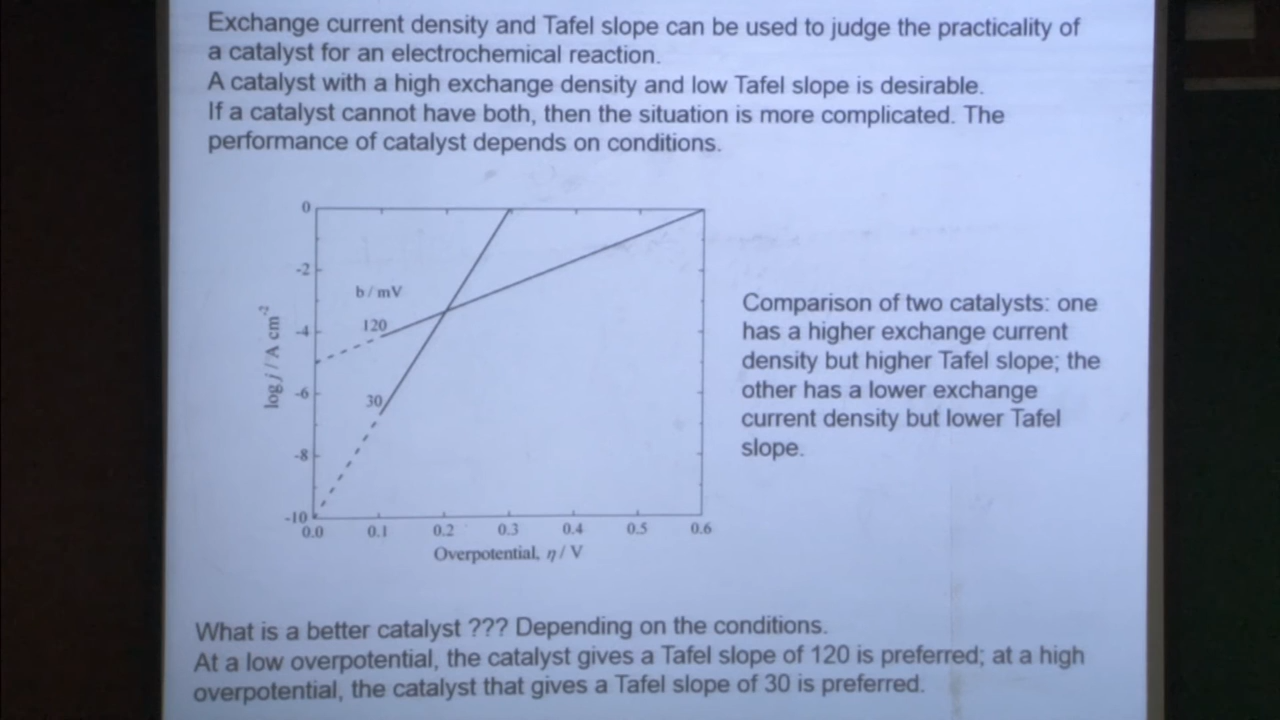 Exchange current density and Tafel slope can be used to judge the practicality of
a catalyst for an electrochemical reaction.
A catalyst with a high exchange density and low Tafel slope is desirable.
If a catalyst cannot have both, then the situation is more complicated. The
performance of catalyst depends on conditions.
0
-2
b / mV
120
-4
30
-6
-8
-10
log j / A cm⁻²
0.0 0.1 0.2 0.3 0.4 0.5 0.6
Overpotential, η / V
Comparison of two catalysts: one
has a higher exchange current
density but higher Tafel slope; the
other has a lower exchange
current density but lower Tafel
slope.
What is a better catalyst ??? Depending on the conditions.
At a low overpotential, the catalyst gives a Tafel slope of 120 is preferred; at a high
overpotential, the catalyst that gives a Tafel slope of 30 is preferred.